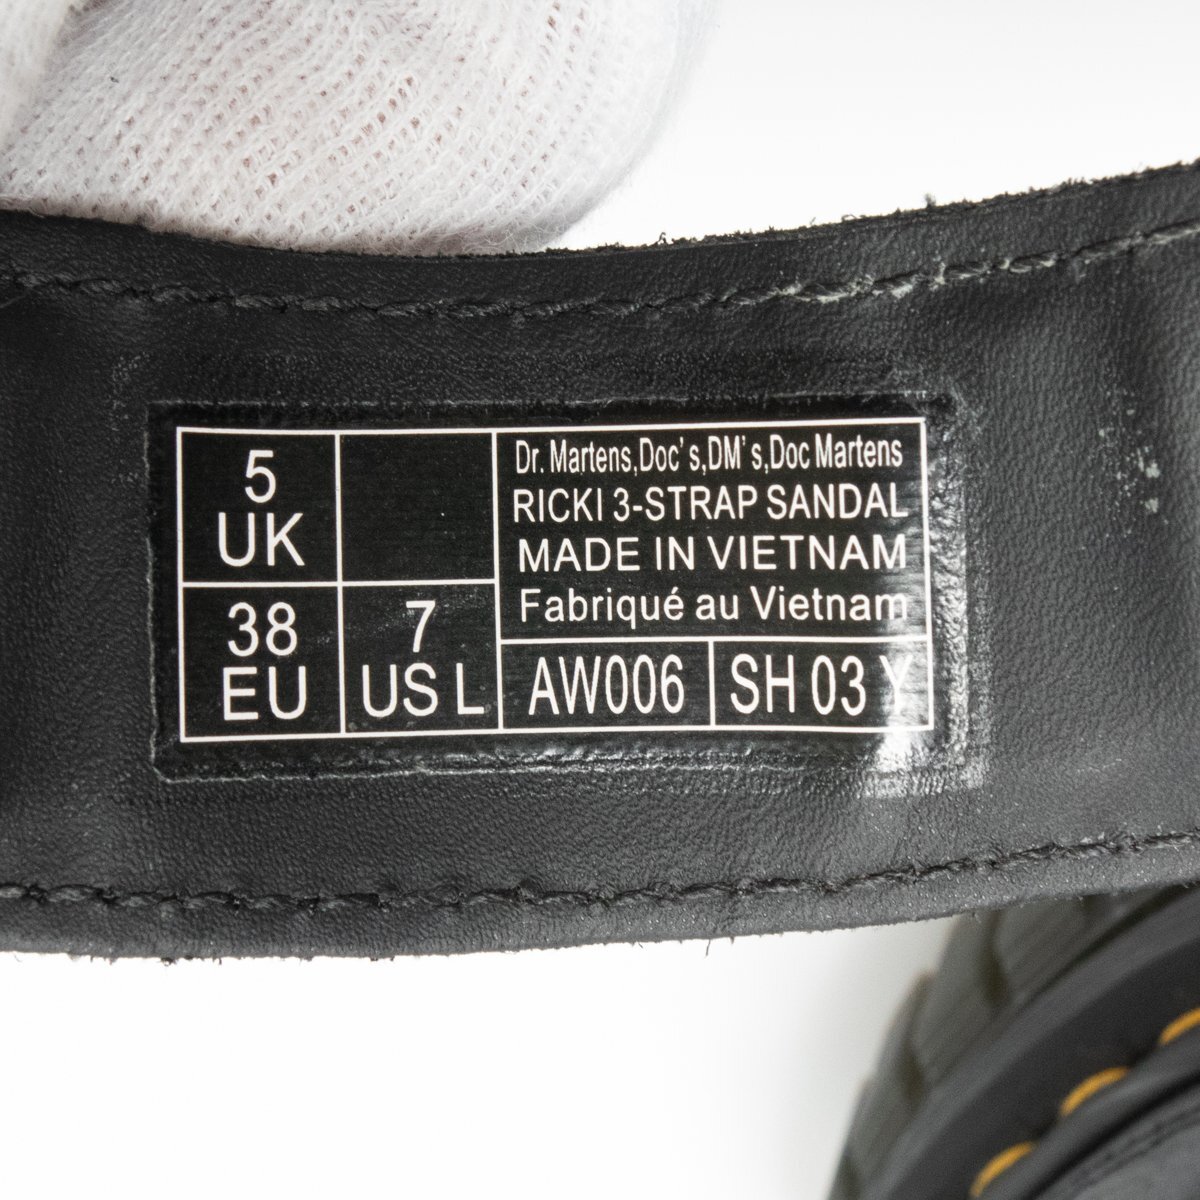 5
UK
38
EU
7
US L
Dr. Martens,Doc's,DM's,Doc Martens
RICKI 3-STRAP SANDAL
MADE IN VIETNAM
Fabriqué au Vietnam
AW006
SH 03 Y